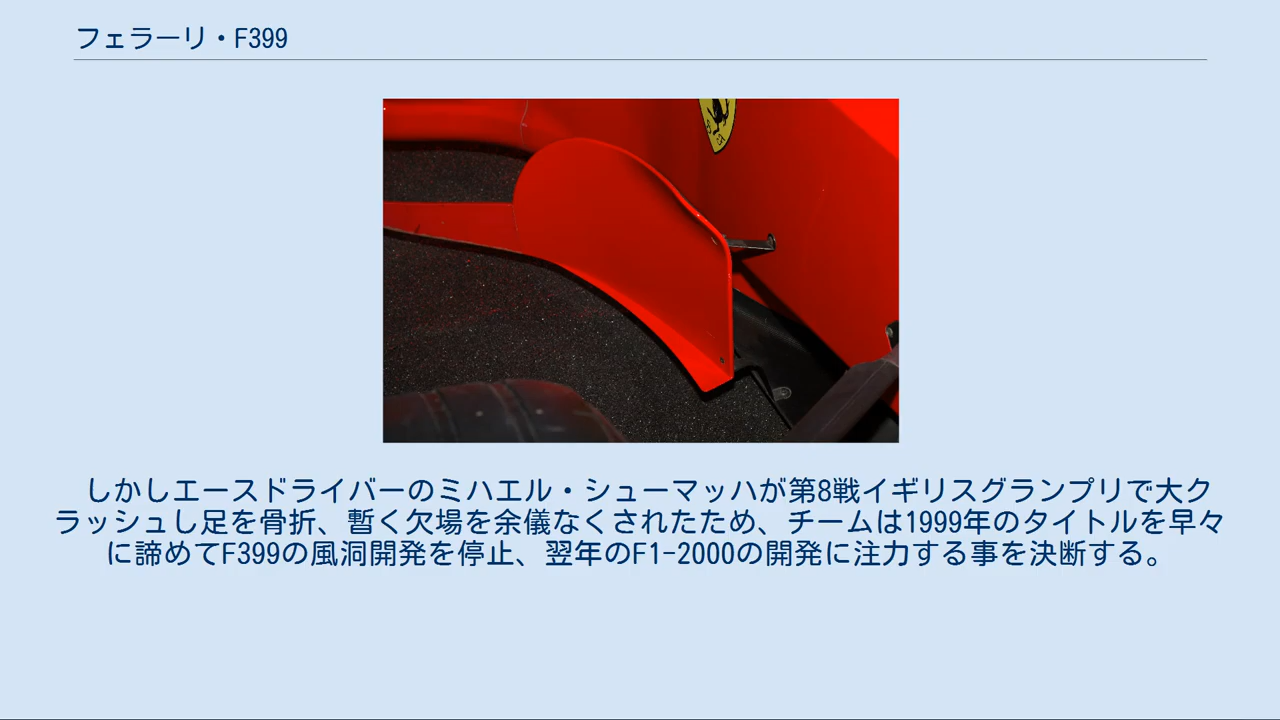 フェラーリ・F399
しかしエースドライバーのミハエル・シューマッハが第8戦イギリスグランプリで大ク
ラッシュし足を骨折、暫く欠場を余儀なくされたため、チームは1999年のタイトルを早々
に諦めてF399の風洞開発を停止、翌年のF1-2000の開発に注力する事を決断する。